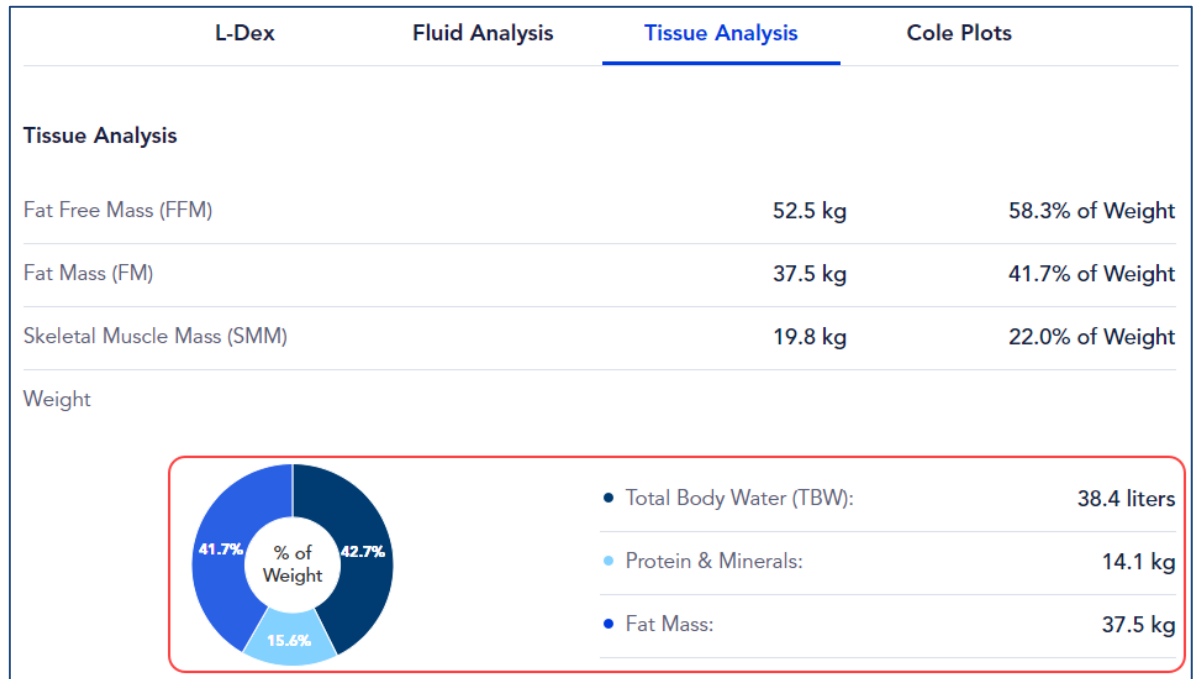 L-Dex Fluid Analysis Tissue Analysis Cole Plots
Tissue Analysis
Fat Free Mass (FFM) 52.5 kg 58.3% of Weight
Fat Mass (FM) 37.5 kg 41.7% of Weight
Skeletal Muscle Mass (SMM) 19.8 kg 22.0% of Weight
Weight
41.7%
% of
Weight
42.7%
15.6%
Total Body Water (TBW): 38.4 liters
Protein & Minerals: 14.1 kg
Fat Mass: 37.5 kg